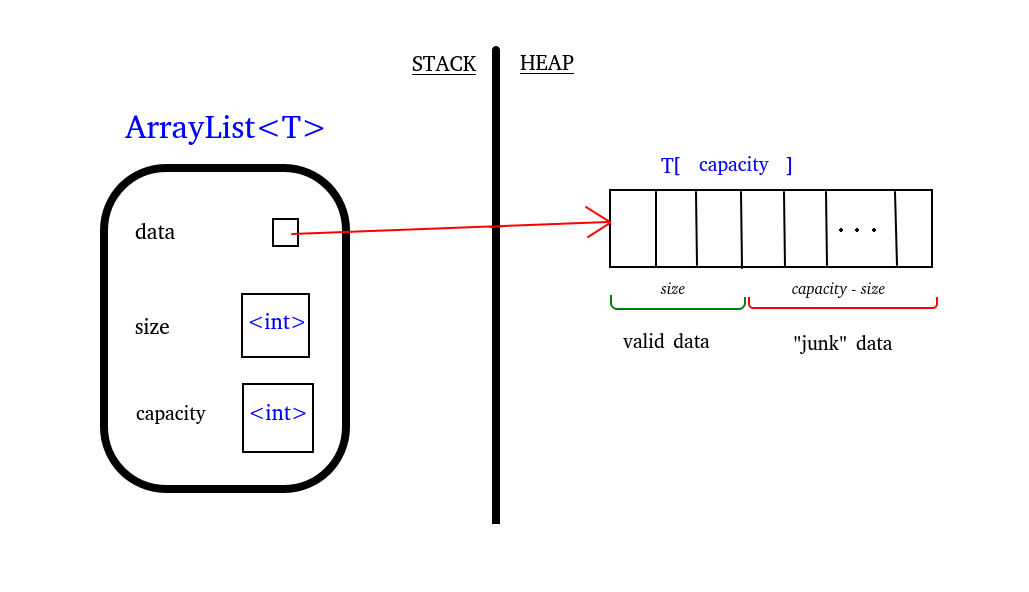 STACK
HEAP
ArrayList<T>
data
size
<int>
capacity
<int>
T[ capacity ]
. . .
size
capacity - size
valid data
"junk" data